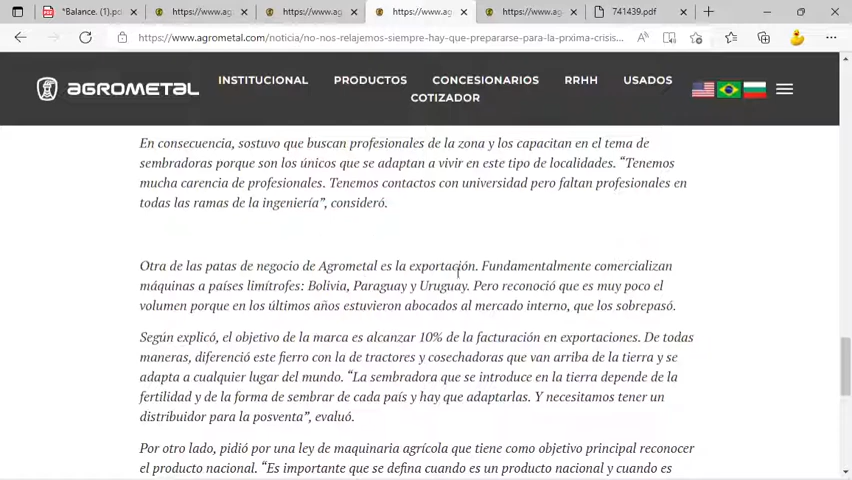 *Balance. (1).pd
https://www.agr
https://www.agr
https://www.agr
https://www.agr
741439.pdf
https://www.agrometal.com/noticia/no-nos-relajemos-siempre-hay-que-prepararse-para-la-prxima-crisis...
AGROMETAL
INSTITUCIONAL PRODUCTOS CONCESIONARIOS RRHH USADOS
COTIZADOR
En consecuencia, sostuvo que buscan profesionales de la zona y los capacitan en el tema de
sembradoras porque son los únicos que se adaptan a vivir en este tipo de localidades. “Tenemos
mucha carencia de profesionales. Tenemos contactos con universidad pero faltan profesionales en
todas las ramas de la ingeniería”, consideró.
Otra de las patas de negocio de Agrometal es la exportación. Fundamentalmente comercializan
máquinas a países limítrofes: Bolivia, Paraguay y Uruguay. Pero reconoció que es muy poco el
volumen porque en los últimos años estuvieron abocados al mercado interno, que los sobrepasó.
Según explicó, el objetivo de la marca es alcanzar 10% de la facturación en exportaciones. De todas
maneras, diferenció este fierro con la de tractores y cosechadoras que van arriba de la tierra y se
adapta a cualquier lugar del mundo. “La sembradora que se introduce en la tierra depende de la
fertilidad y de la forma de sembrar de cada país y hay que adaptarlas. Y necesitamos tener un
distribuidor para la posventa”, evaluó.
Por otro lado, pidió por una ley de maquinaria agrícola que tiene como objetivo principal reconocer
el producto nacional. “Es importante que se defina cuando es un producto nacional y cuando es